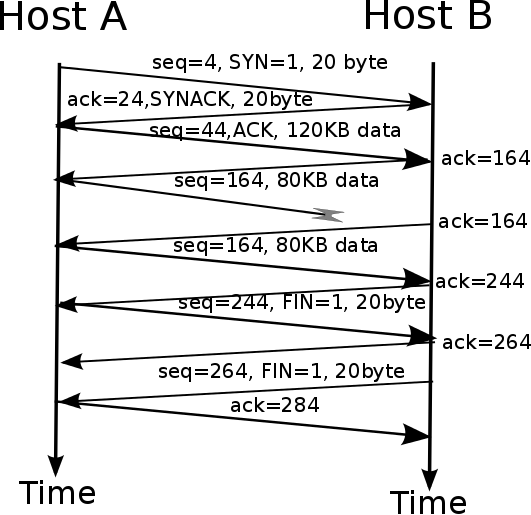 Host A
Host B
seq=4, SYN=1, 20 byte
ack=24,SYNACK, 20byte
seq=44,ACK, 120KB data
ack=164
seq=164, 80KB data
ack=164
seq=164, 80KB data
ack=244
seq=244, FIN=1, 20byte
ack=264
seq=264, FIN=1, 20byte
ack=284
Time
Time